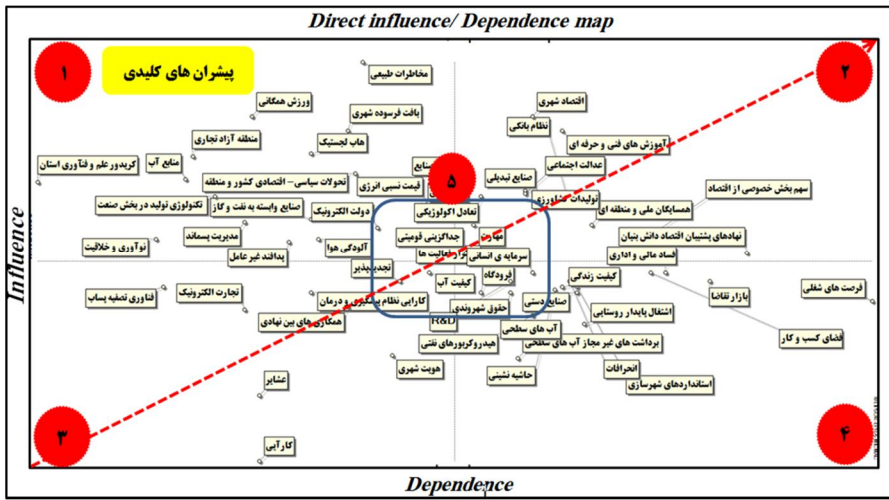 Direct influence/ Dependence map
۱
پیشران های کلیدی
۲
مخاطرات طبیعی
ورزش همگانی
بافت فرسوده شهری
اقتصاد شهری
نظام بانکی
منطقه آزاد تجاری
هاب لجستیک
آموزش های فنی و حرفه ای
کریدور علم و فنآوری استان
منابع آب
صنایع
۵
عدالت اجتماعی
تحولات سیاسی- اقتصادی کشور و منطقه
قیمت نسبی انرژی
صنایع تبدیلی
سهم بخش خصوصی از اقتصاد
تکنولوژی تولید در بخش صنعت
صنایع وابسته به نفت و گاز
دولت الکترونیک
تعادل اکولوژیکی
تولیدات کشاورزی
همسایگان ملی و منطقه ای
نوآوری و خلاقیت
مدیریت پسماند
جداگزینی قومیتی
مهارت
نهادهای پشتیبان اقتصاد دانش بنیان
پدافند غیر عامل
آلودگی هوا
فعالیت ها
سرمایه ی انسانی
فساد مالی و اداری
تجدیدپذیر
فرودگاه
کیفیت زندگی
فناوری تصفیه پساب
تجارت الکترونیک
کیفیت آب
بازار تقاضا
فرصت های شغلی
کارایی نظام پیشگیری و درمان
حقوق شهروندی
صنایع دستی
اشتغال پایدار روستایی
همکاری های بین نهادی
R&D
آب های سطحی
فضای کسب و کار
هیدروکربورهای نفتی
برداشت های غیر مجاز آب های سطحی
هویت شهری
حاشیه نشینی
انحرافات
عشایر
استانداردهای شهرسازی
۳
کارآیی
۴
Influence
Dependence